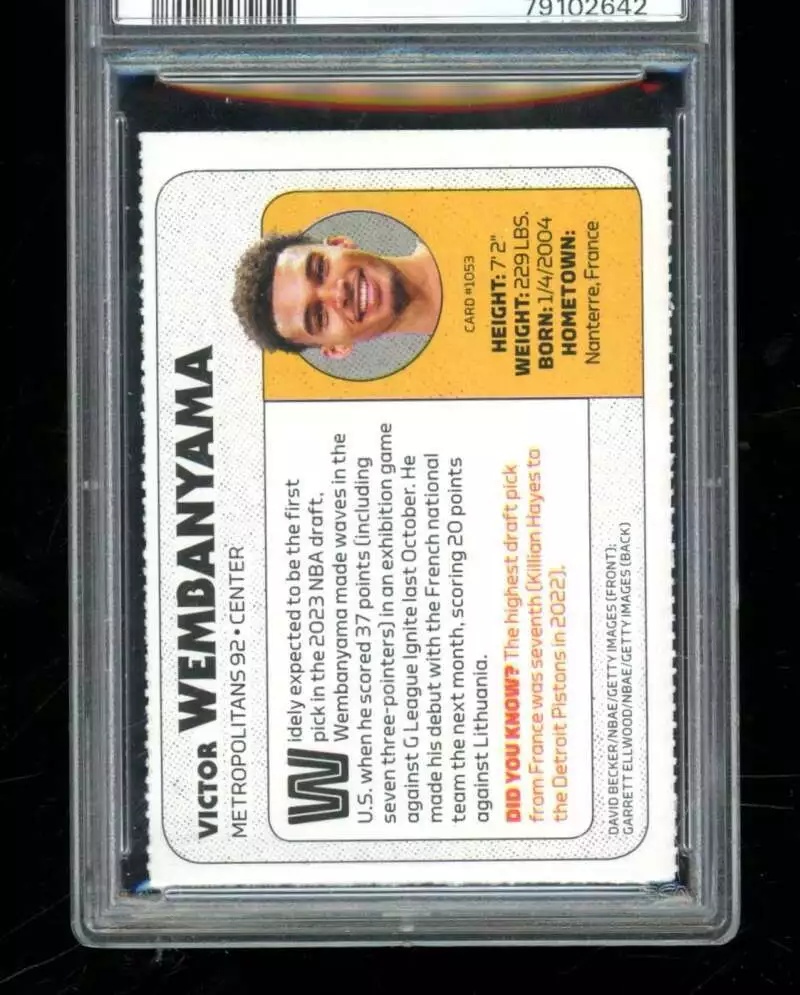 79102642
VICTOR WEMBANYAMA
METROPOLITANS 92 • CENTER
Widely expected to be the first
pick in the 2023 NBA draft,
Wembanyama made waves in the
U.S. when he scored 37 points (including
seven three-pointers) in an exhibition game
against G League Ignite last October. He
made his debut with the French national
team the next month, scoring 20 points
against Lithuania.
DID YOU KNOW? The highest draft pick
from France was seventh (Killian Hayes to
the Detroit Pistons in 2022).
CARD #1053
HEIGHT: 7' 2"
WEIGHT: 229 LBS.
BORN: 1/4/2004
HOMETOWN:
Nanterre, France
DAVID BECKER/NBAE/GETTY IMAGES (FRONT);
GARRETT ELLWOOD/NBAE/GETTY IMAGES (BACK)